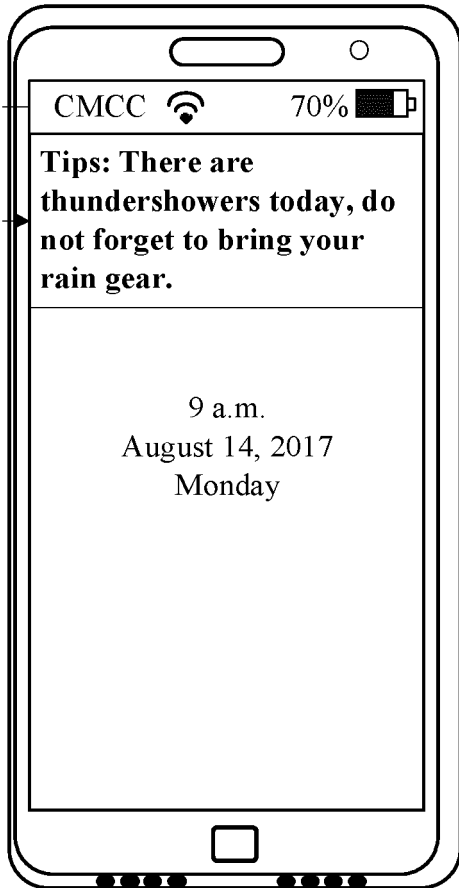 CMCC 70%
Tips: There are
thundershowers today, do
not forget to bring your
rain gear.
9 a.m.
August 14, 2017
Monday